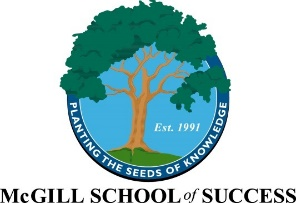 Est. 1991
PLANTING THE SEEDS OF KNOWLEDGE
McGILL SCHOOL of SUCCESS